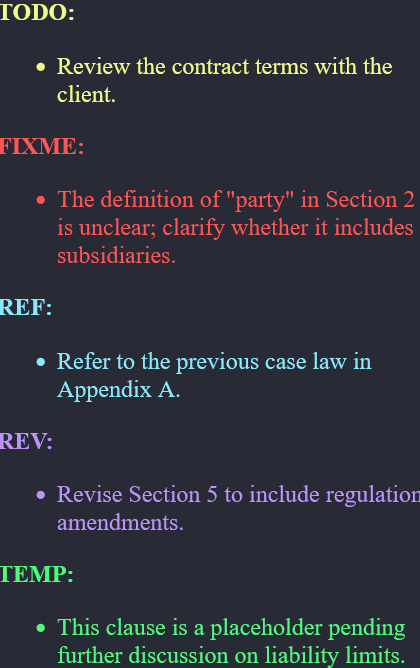 TODO:
• Review the contract terms with the
client.
FIXME:
• The definition of "party" in Section 2
is unclear; clarify whether it includes
subsidiaries.
REF:
• Refer to the previous case law in
Appendix A.
REV:
• Revise Section 5 to include regulation
amendments.
TEMP:
• This clause is a placeholder pending
further discussion on liability limits.